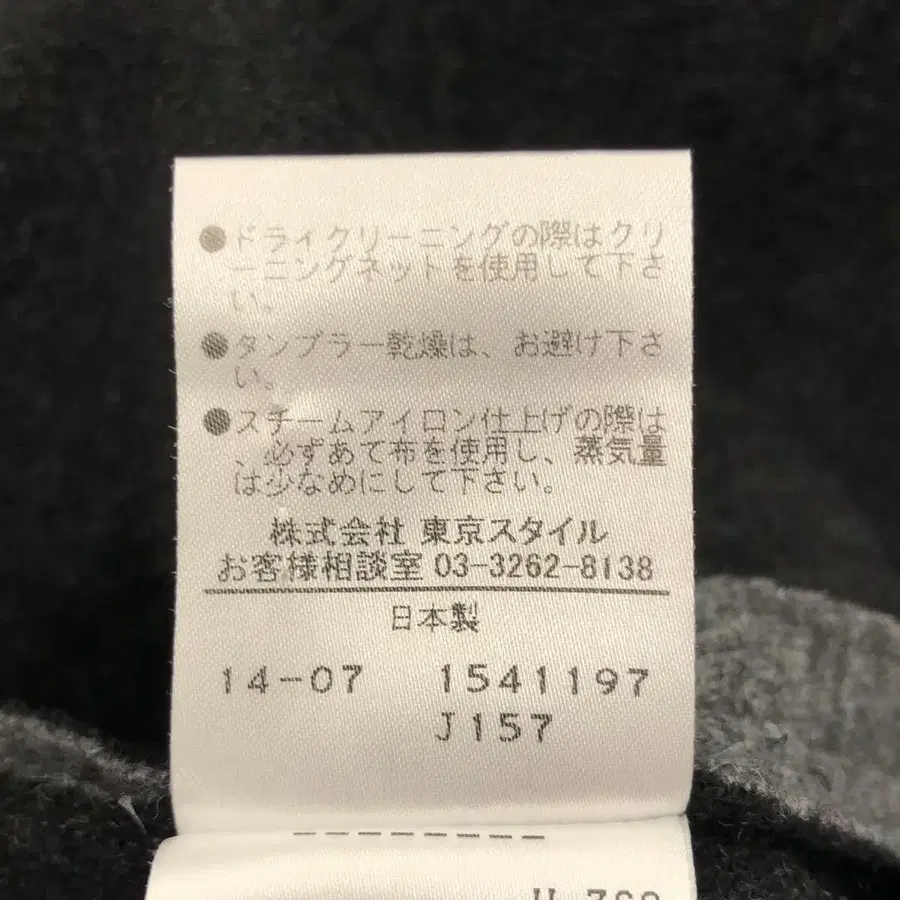 ●ドライクリーニングの際はクリ
ーニングネットを使用して下さ
い。
●タンブラー乾燥は、お避け下さ
い。
●スチームアイロン仕上げの際は
、必ずあて布を使用し、蒸気量
は少なめにして下さい。
株式会社 東京スタイル
お客様相談室 03-3262-8138
日本製
14-07 1541197
J157